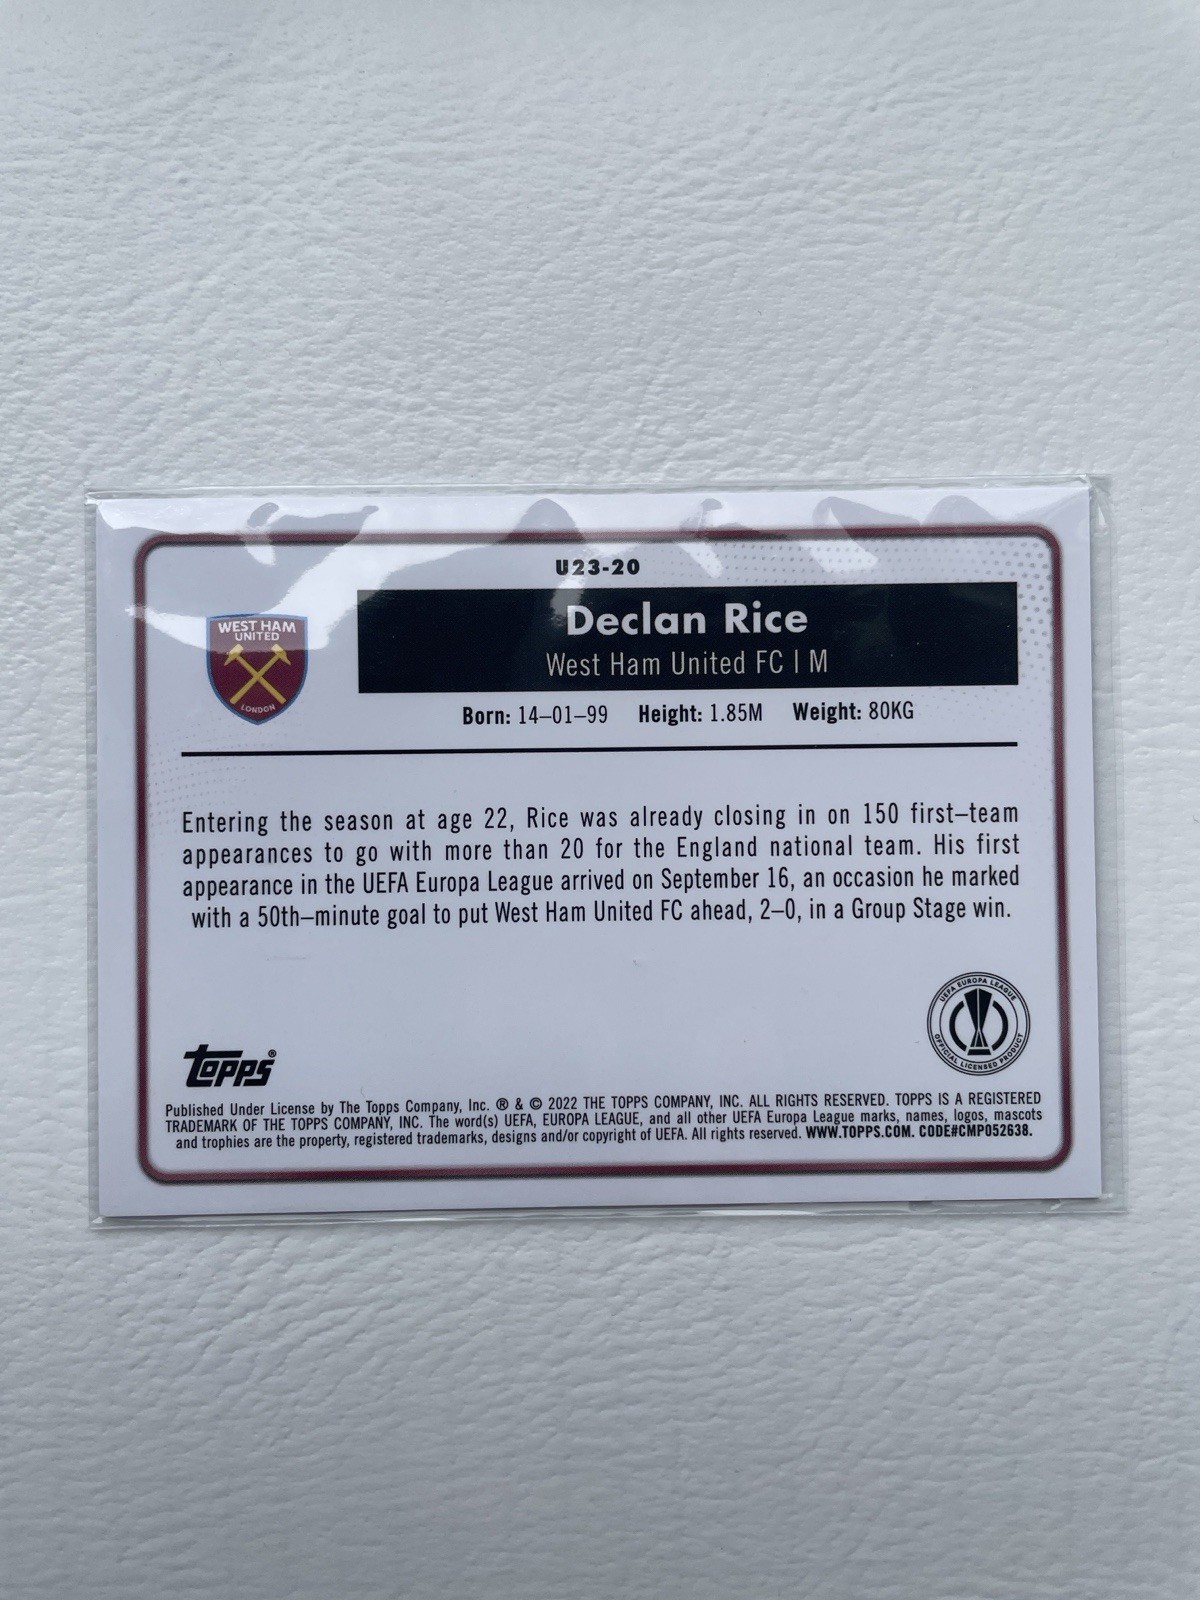 U23-20
Declan Rice
West Ham United FC | M
WEST HAM
UNITED
LONDON
Born: 14–01–99 Height: 1.85M Weight: 80KG
Entering the season at age 22, Rice was already closing in on 150 first–team
appearances to go with more than 20 for the England national team. His first
appearance in the UEFA Europa League arrived on September 16, an occasion he marked
with a 50th–minute goal to put West Ham United FC ahead, 2–0, in a Group Stage win.
UEFA EUROPA LEAGUE
OFFICIAL LICENSED PRODUCT
Topps®
Published Under License by The Topps Company, Inc. ® & © 2022 THE TOPPS COMPANY, INC. ALL RIGHTS RESERVED. TOPPS IS A REGISTERED
TRADEMARK OF THE TOPPS COMPANY, INC. The word(s) UEFA, EUROPA LEAGUE, and all other UEFA Europa League marks, names, logos, mascots
and trophies are the property, registered trademarks, designs and/or copyright of UEFA. All rights reserved. WWW.TOPPS.COM. CODE#CMP052638.